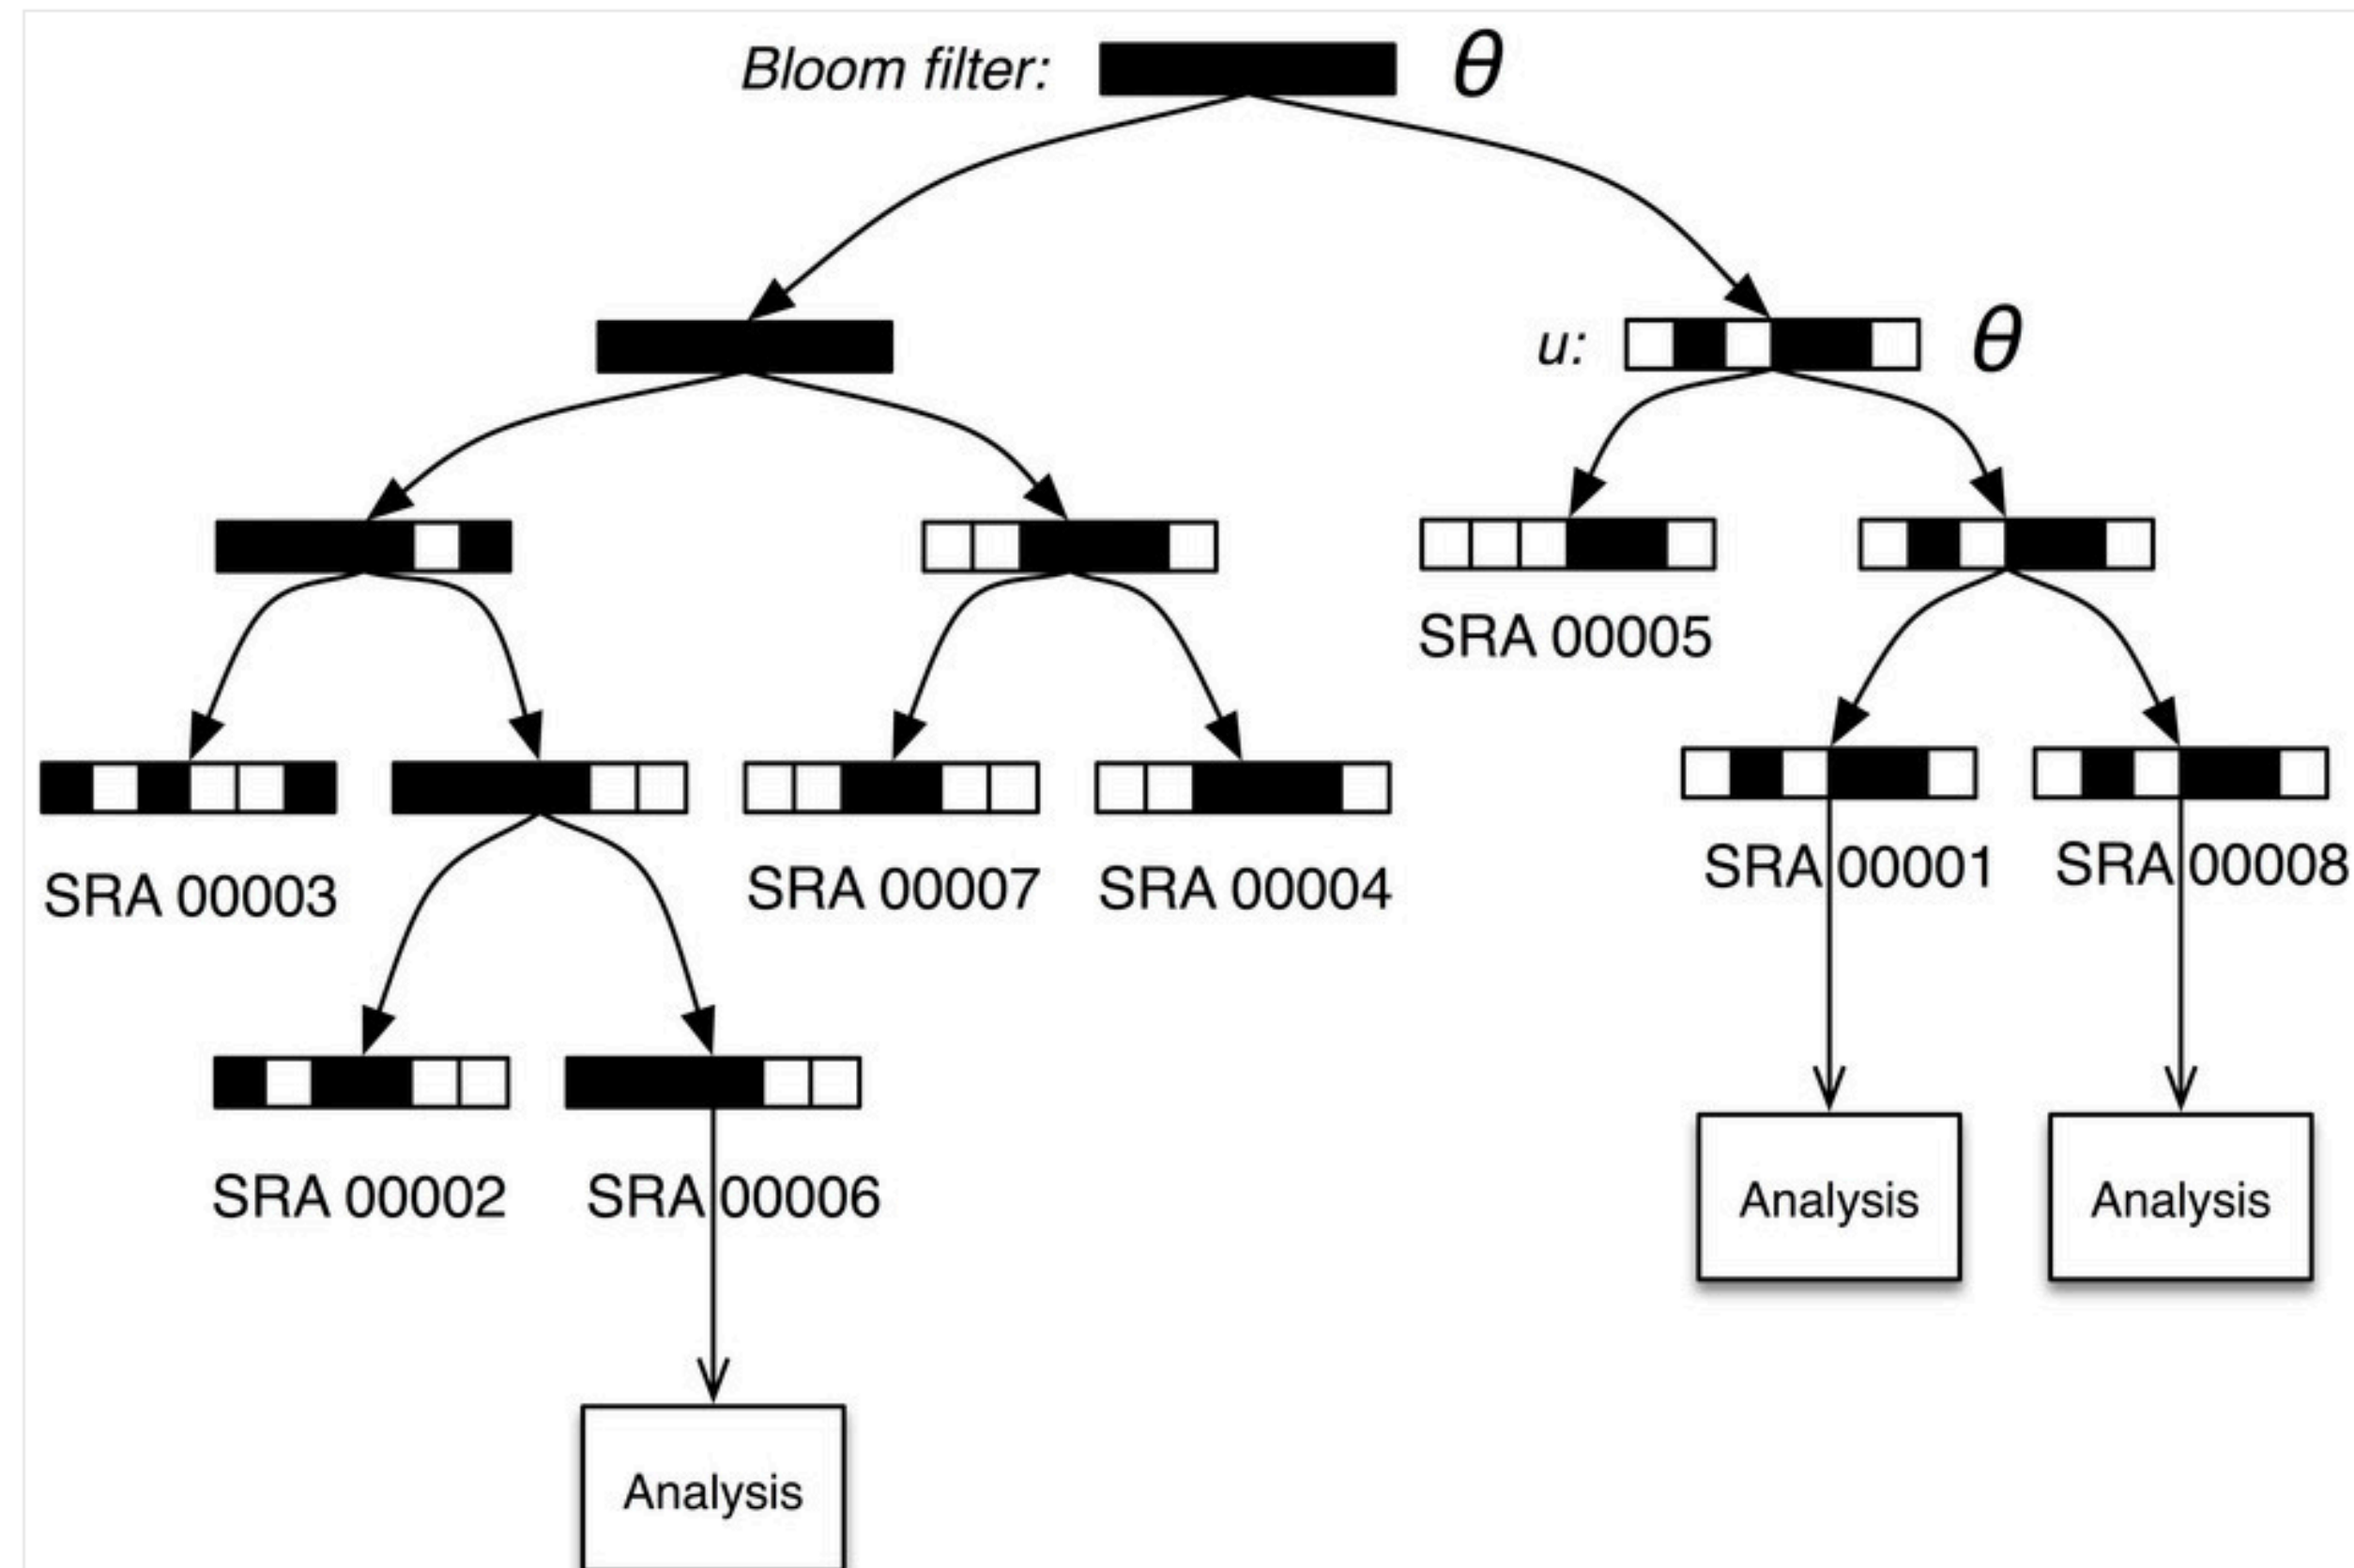 Bloom filter: θ
u: θ
SRA 00005
SRA 00003
SRA 00007
SRA 00004
SRA 00001
SRA 00008
SRA 00002
SRA 00006
Analysis
Analysis
Analysis